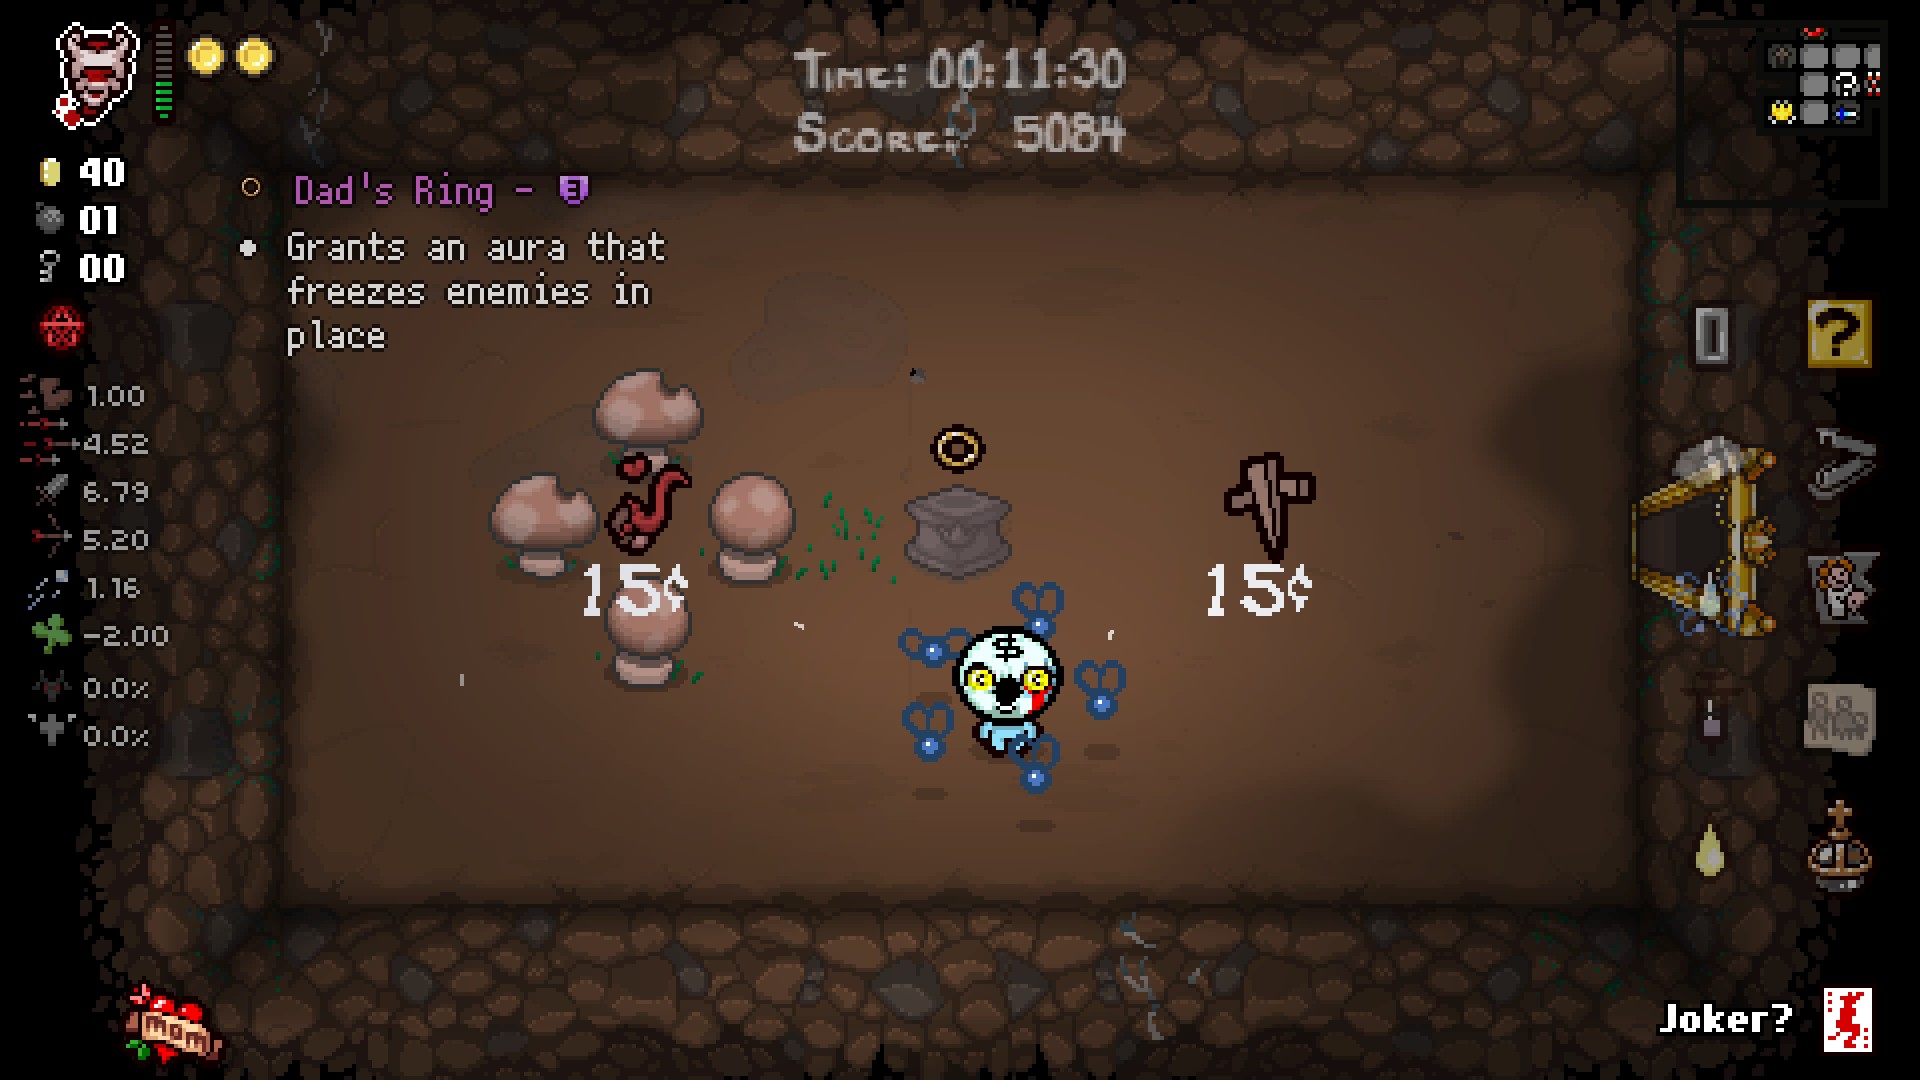 Time: 00:11:30
Score: 5084
40
01
00
Dad's Ring - 3
Grants an aura that
freezes enemies in
place
1.00
4.52
6.79
5.20
1.16
-2.00
0.0%
0.0%
15¢
15¢
$
?
mom
Joker?